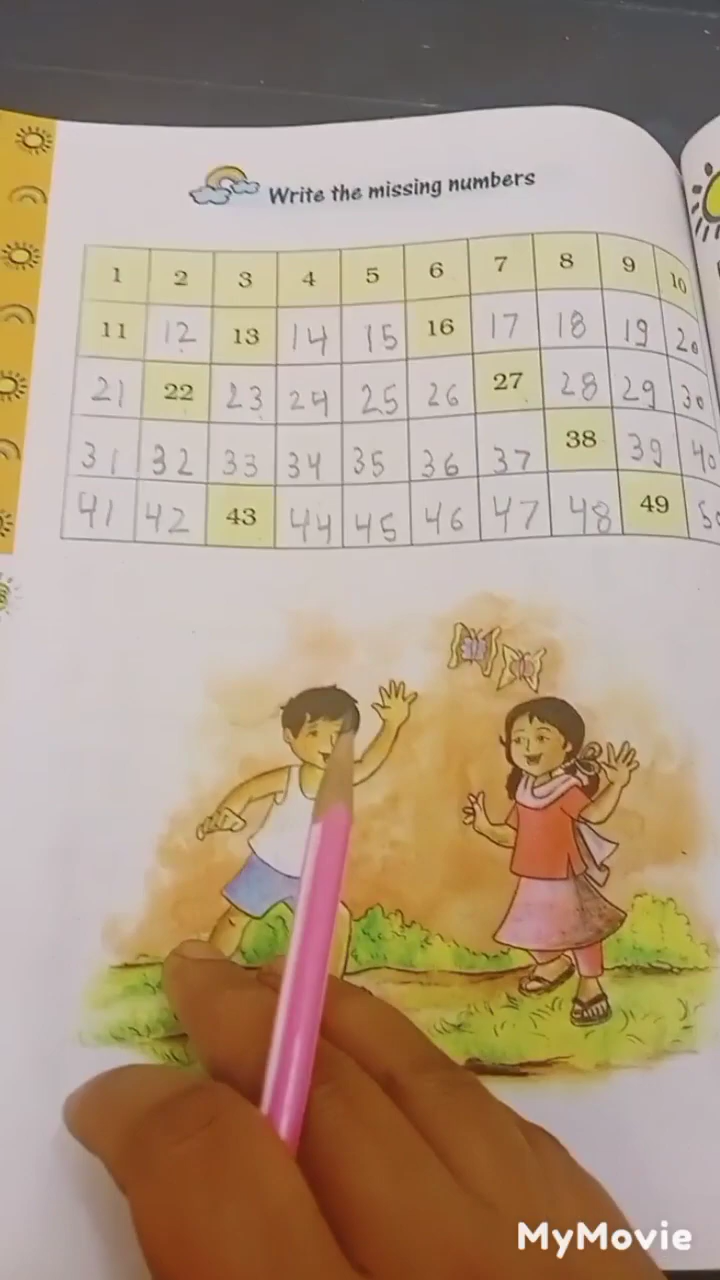 Write the missing numbers
1 2 3 4 5 6 7 8 9 10
11 12 13 14 15 16 17 18 19 20
21 22 23 24 25 26 27 28 29 30
31 32 33 34 35 36 37 38 39 40
41 42 43 44 45 46 47 48 49 50
MyMovie